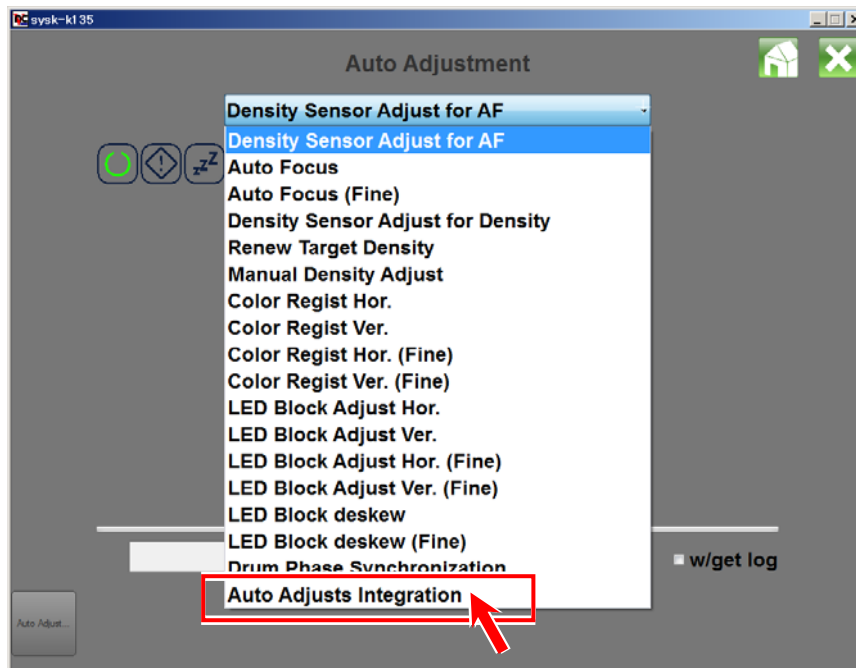 sysk-k135
Auto Adjustment
Density Sensor Adjust for AF
Density Sensor Adjust for AF
zzZ
Auto Focus
Auto Focus (Fine)
Density Sensor Adjust for Density
Renew Target Density
Manual Density Adjust
Color Regist Hor.
Color Regist Ver.
Color Regist Hor. (Fine)
Color Regist Ver. (Fine)
LED Block Adjust Hor.
LED Block Adjust Ver.
LED Block Adjust Hor. (Fine)
LED Block Adjust Ver. (Fine)
LED Block deskew
LED Block deskew (Fine)
w/get log
Drum Phase Synchronization
Auto Adjusts Integration
Auto Adjust...